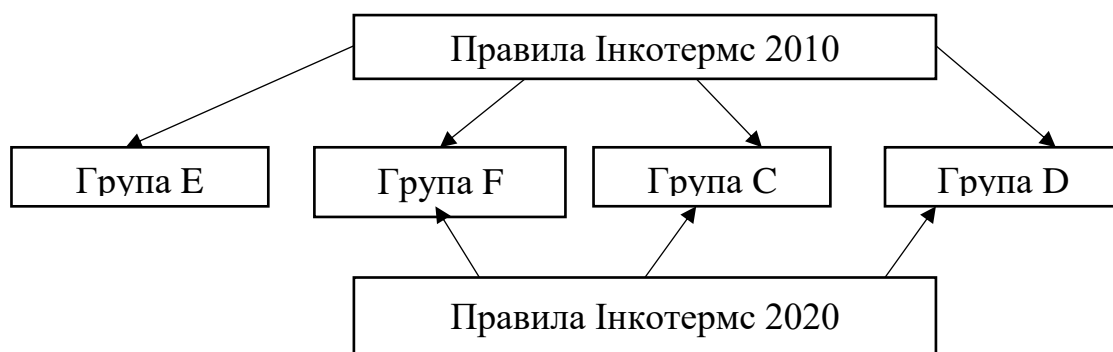 Правила Інкотермс 2010
Група E
Група F
Група C
Група D
Правила Інкотермс 2020